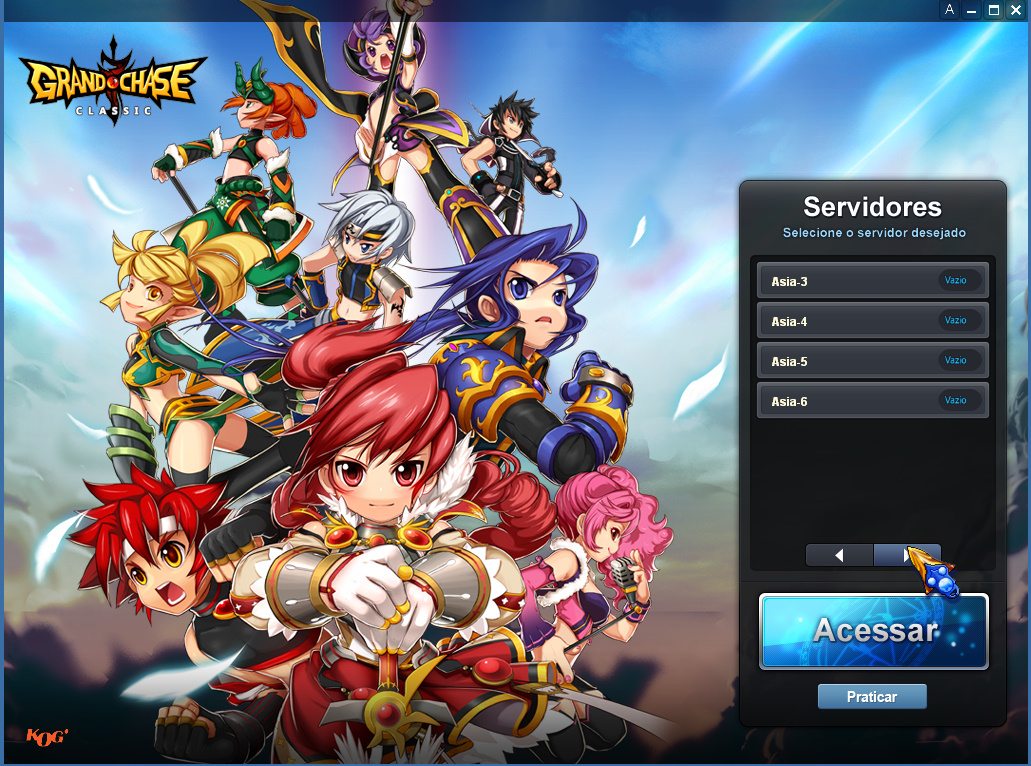 A
GRAND CHASE
CLASSIC
Servidores
Selecione o servidor desejado
Asia-3 Vazio
Asia-4 Vazio
Asia-5 Vazio
Asia-6 Vazio
Acessar
Praticar
KOG'